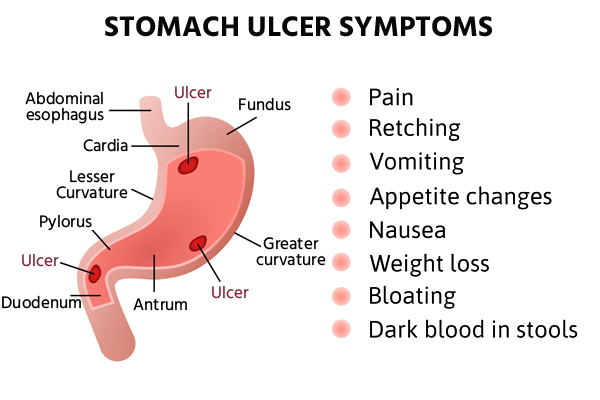 STOMACH ULCER SYMPTOMS
Abdominal
esophagus
Ulcer
Fundus
Cardia
Lesser
Curvature
Pylorus
Ulcer
Duodenum
Antrum
Ulcer
Greater
curvature
Pain
Retching
Vomiting
Appetite changes
Nausea
Weight loss
Bloating
Dark blood in stools